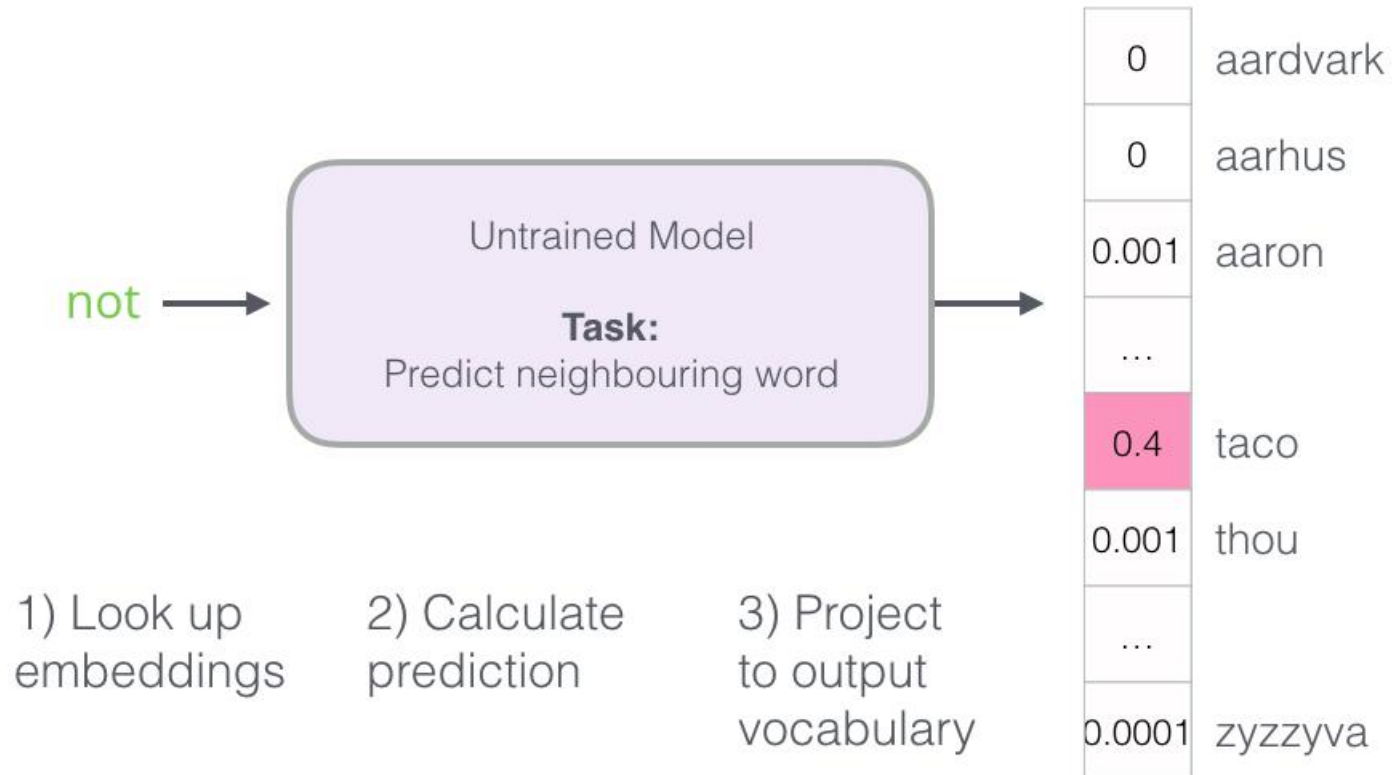 0 aardvark
0 aarhus
0.001 aaron
...
0.4 taco
0.001 thou
...
0.0001 zyzzyva
not
Untrained Model
Task:
Predict neighbouring word
1) Look up
embeddings
2) Calculate
prediction
3) Project
to output
vocabulary